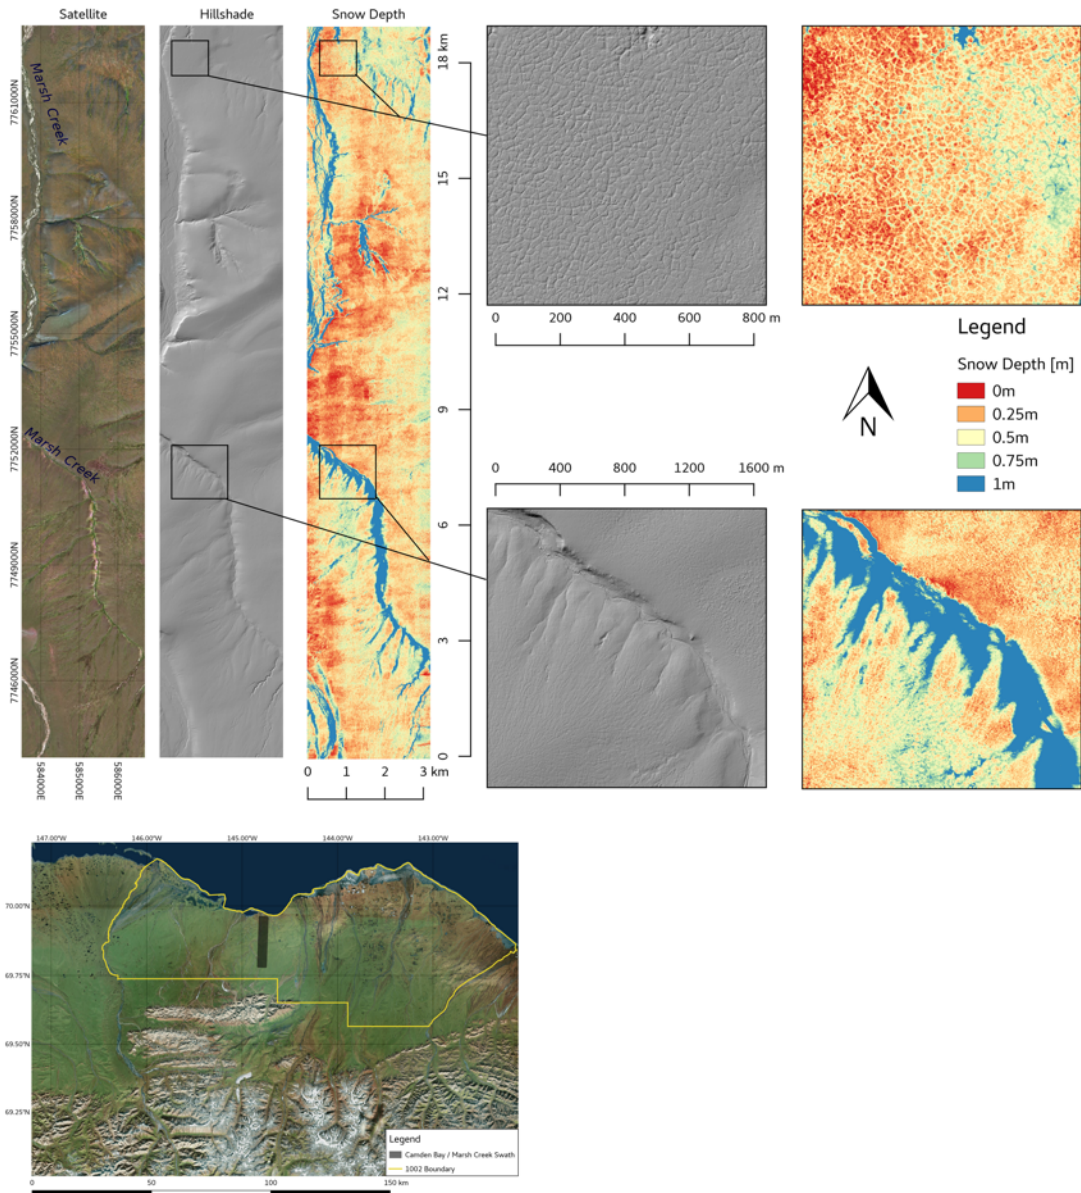 Satellite
Hillshade
Snow Depth
Marsh Creek
Marsh Creek
7761000N
7758000N
7755000N
7752000N
7749000N
7746000N
584000E
585000E
586000E
18 km
15
12
9
6
3
0
0 1 2 3 km
0 200 400 600 800 m
0 400 800 1200 1600 m
Legend
Snow Depth [m]
0m
0.25m
0.5m
0.75m
1m
N
147.00°W 146.00°W 145.00°W 144.00°W 143.00°W
70.00°N
69.75°N
69.50°N
69.25°N
Legend
Camden Bay / Marsh Creek Swath
1002 Boundary
0 50 100 150 km